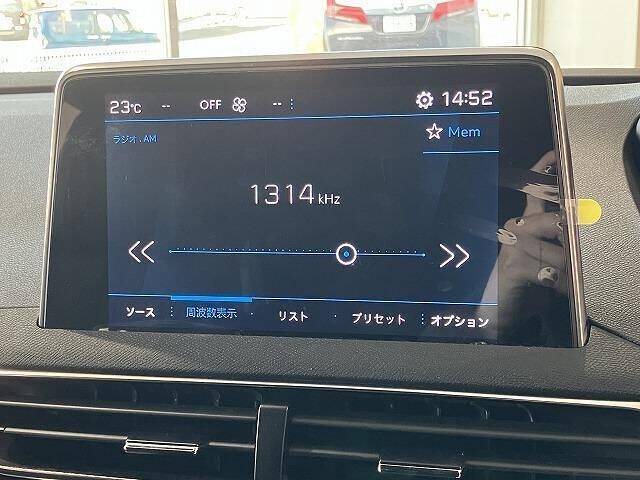 23℃ -- OFF -- 14:52
ラジオ、AM
Mem
1314 kHz
ソース 周波数表示 リスト プリセット オプション